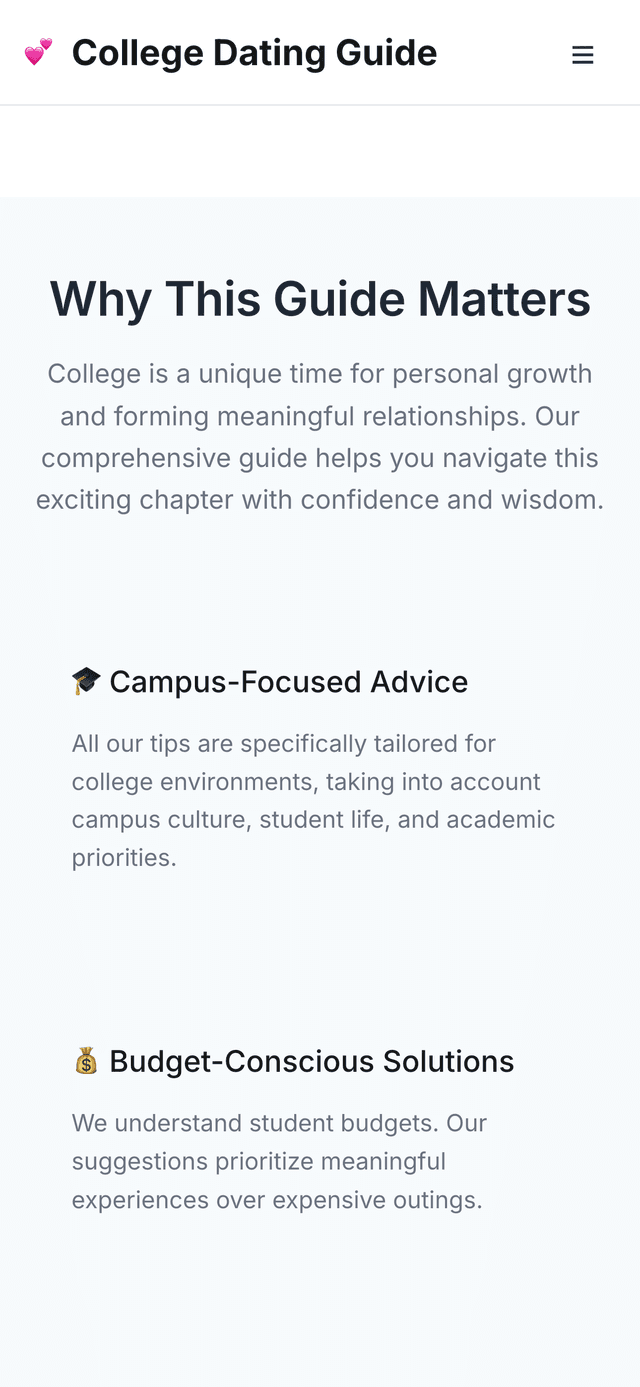 💕 College Dating Guide
Why This Guide Matters
College is a unique time for personal growth
and forming meaningful relationships. Our
comprehensive guide helps you navigate this
exciting chapter with confidence and wisdom.
🎓 Campus-Focused Advice
All our tips are specifically tailored for
college environments, taking into account
campus culture, student life, and academic
priorities.
💰 Budget-Conscious Solutions
We understand student budgets. Our
suggestions prioritize meaningful
experiences over expensive outings.